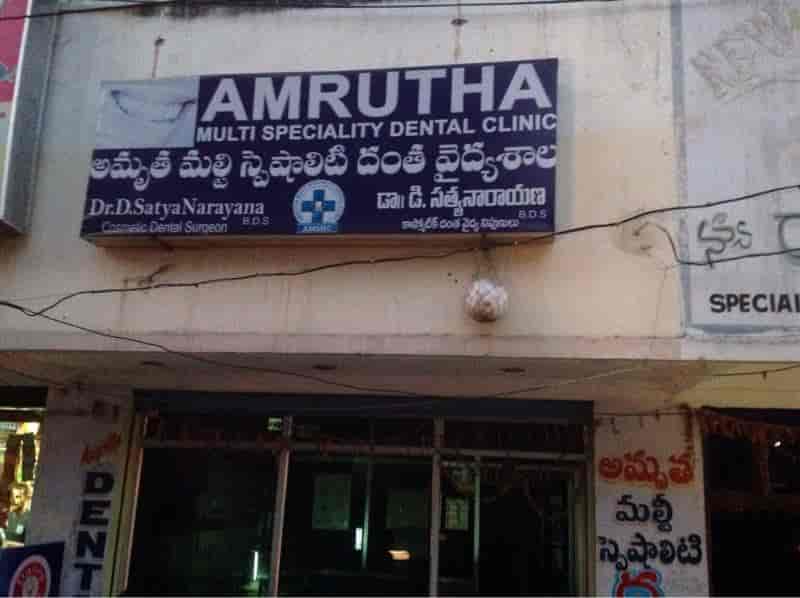 AMRUTHA
MULTI SPECIALITY DENTAL CLINIC
అమృత మల్టి స్పెషాలిటి దంత వైద్యశాల
Dr.D.SatyaNarayana
B.D.S
Cosmetic Dental Surgeon
AMSDC
డా॥ డి. సత్యనారాయణ
B.D.S
కాస్మోటిక్ దంత వైద్య నిపుణులు
NEW
SPECIAL
DENT
అమృత
మల్టీ
స్పెషాలిటి